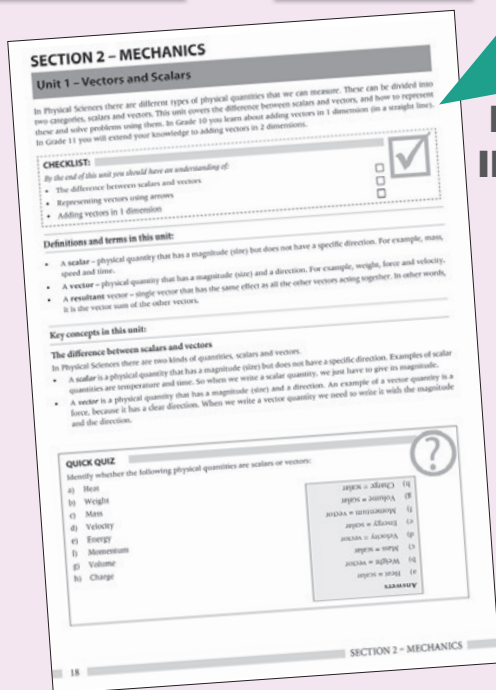 SECTION 2 – MECHANICS
Unit 1 – Vectors and Scalars
In Physical Sciences there are different types of physical quantities that we can measure. These can be divided into
two categories, scalars and vectors. This unit covers the difference between scalars and vectors, and how to represent
these and solve problems using them. In Grade 10 you learn about adding vectors in 1 dimension (in a straight line).
In Grade 11 you will extend your knowledge to adding vectors in 2 dimensions.
CHECKLIST:
By the end of this unit you should have an understanding of:
• The difference between scalars and vectors
• Representing vectors using arrows
• Adding vectors in 1 dimension
Definitions and terms in this unit:
• A scalar – physical quantity that has a magnitude (size) but does not have a specific direction. For example, mass,
speed and time.
• A vector – physical quantity that has a magnitude (size) and a direction. For example, weight, force and velocity.
• A resultant vector – single vector that has the same effect as all the other vectors acting together. In other words,
it is the vector sum of the other vectors.
Key concepts in this unit:
The difference between scalars and vectors
In Physical Sciences there are two kinds of quantities, scalars and vectors.
• A scalar is a physical quantity that has a magnitude (size) but does not have a specific direction. Examples of scalar
quantities are temperature and time. So when we write a scalar quantity, we just have to give its magnitude.
• A vector is a physical quantity that has a magnitude (size) and a direction. An example of a vector quantity is a
force, because it has a clear direction. When we write a vector quantity we need to write it with the magnitude
and the direction.
QUICK QUIZ
Identify whether the following physical quantities are scalars or vectors:
a) Heat
b) Weight
c) Mass
d) Velocity
e) Energy
f) Momentum
g) Volume
h) Charge
Answers
a) Heat = scalar
b) Weight = vector
c) Mass = scalar
d) Velocity = vector
e) Energy = scalar
f) Momentum = vector
g) Volume = scalar
h) Charge = scalar
18
SECTION 2 – MECHANICS